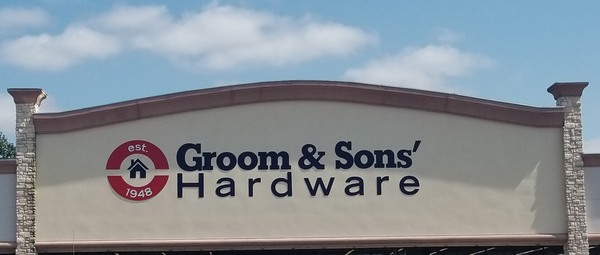 est.
1948
Groom & Sons'
Hardware